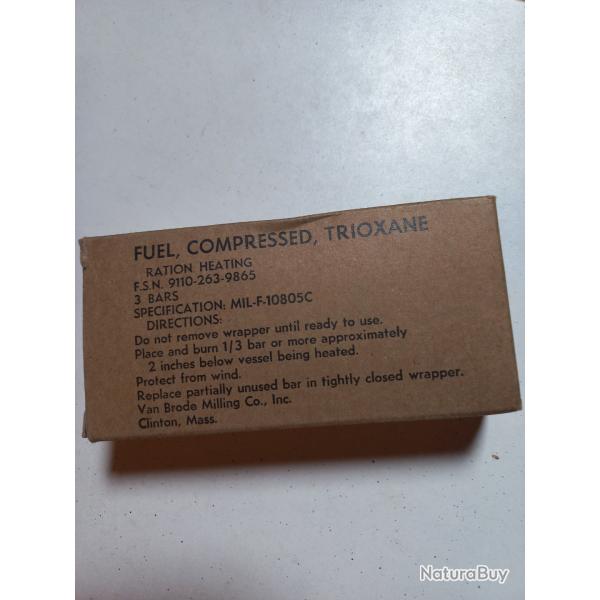 FUEL, COMPRESSED, TRIOXANE
RATION HEATING
F.S.N. 9110-263-9865
3 BARS
SPECIFICATION: MIL-F-10805C
DIRECTIONS:
Do not remove wrapper until ready to use.
Place and burn 1/3 bar or more approximately
2 inches below vessel being heated.
Protect from wind.
Replace partially unused bar in tightly closed wrapper.
Van Brode Milling Co., Inc.
Clinton, Mass.
NaturaBuy